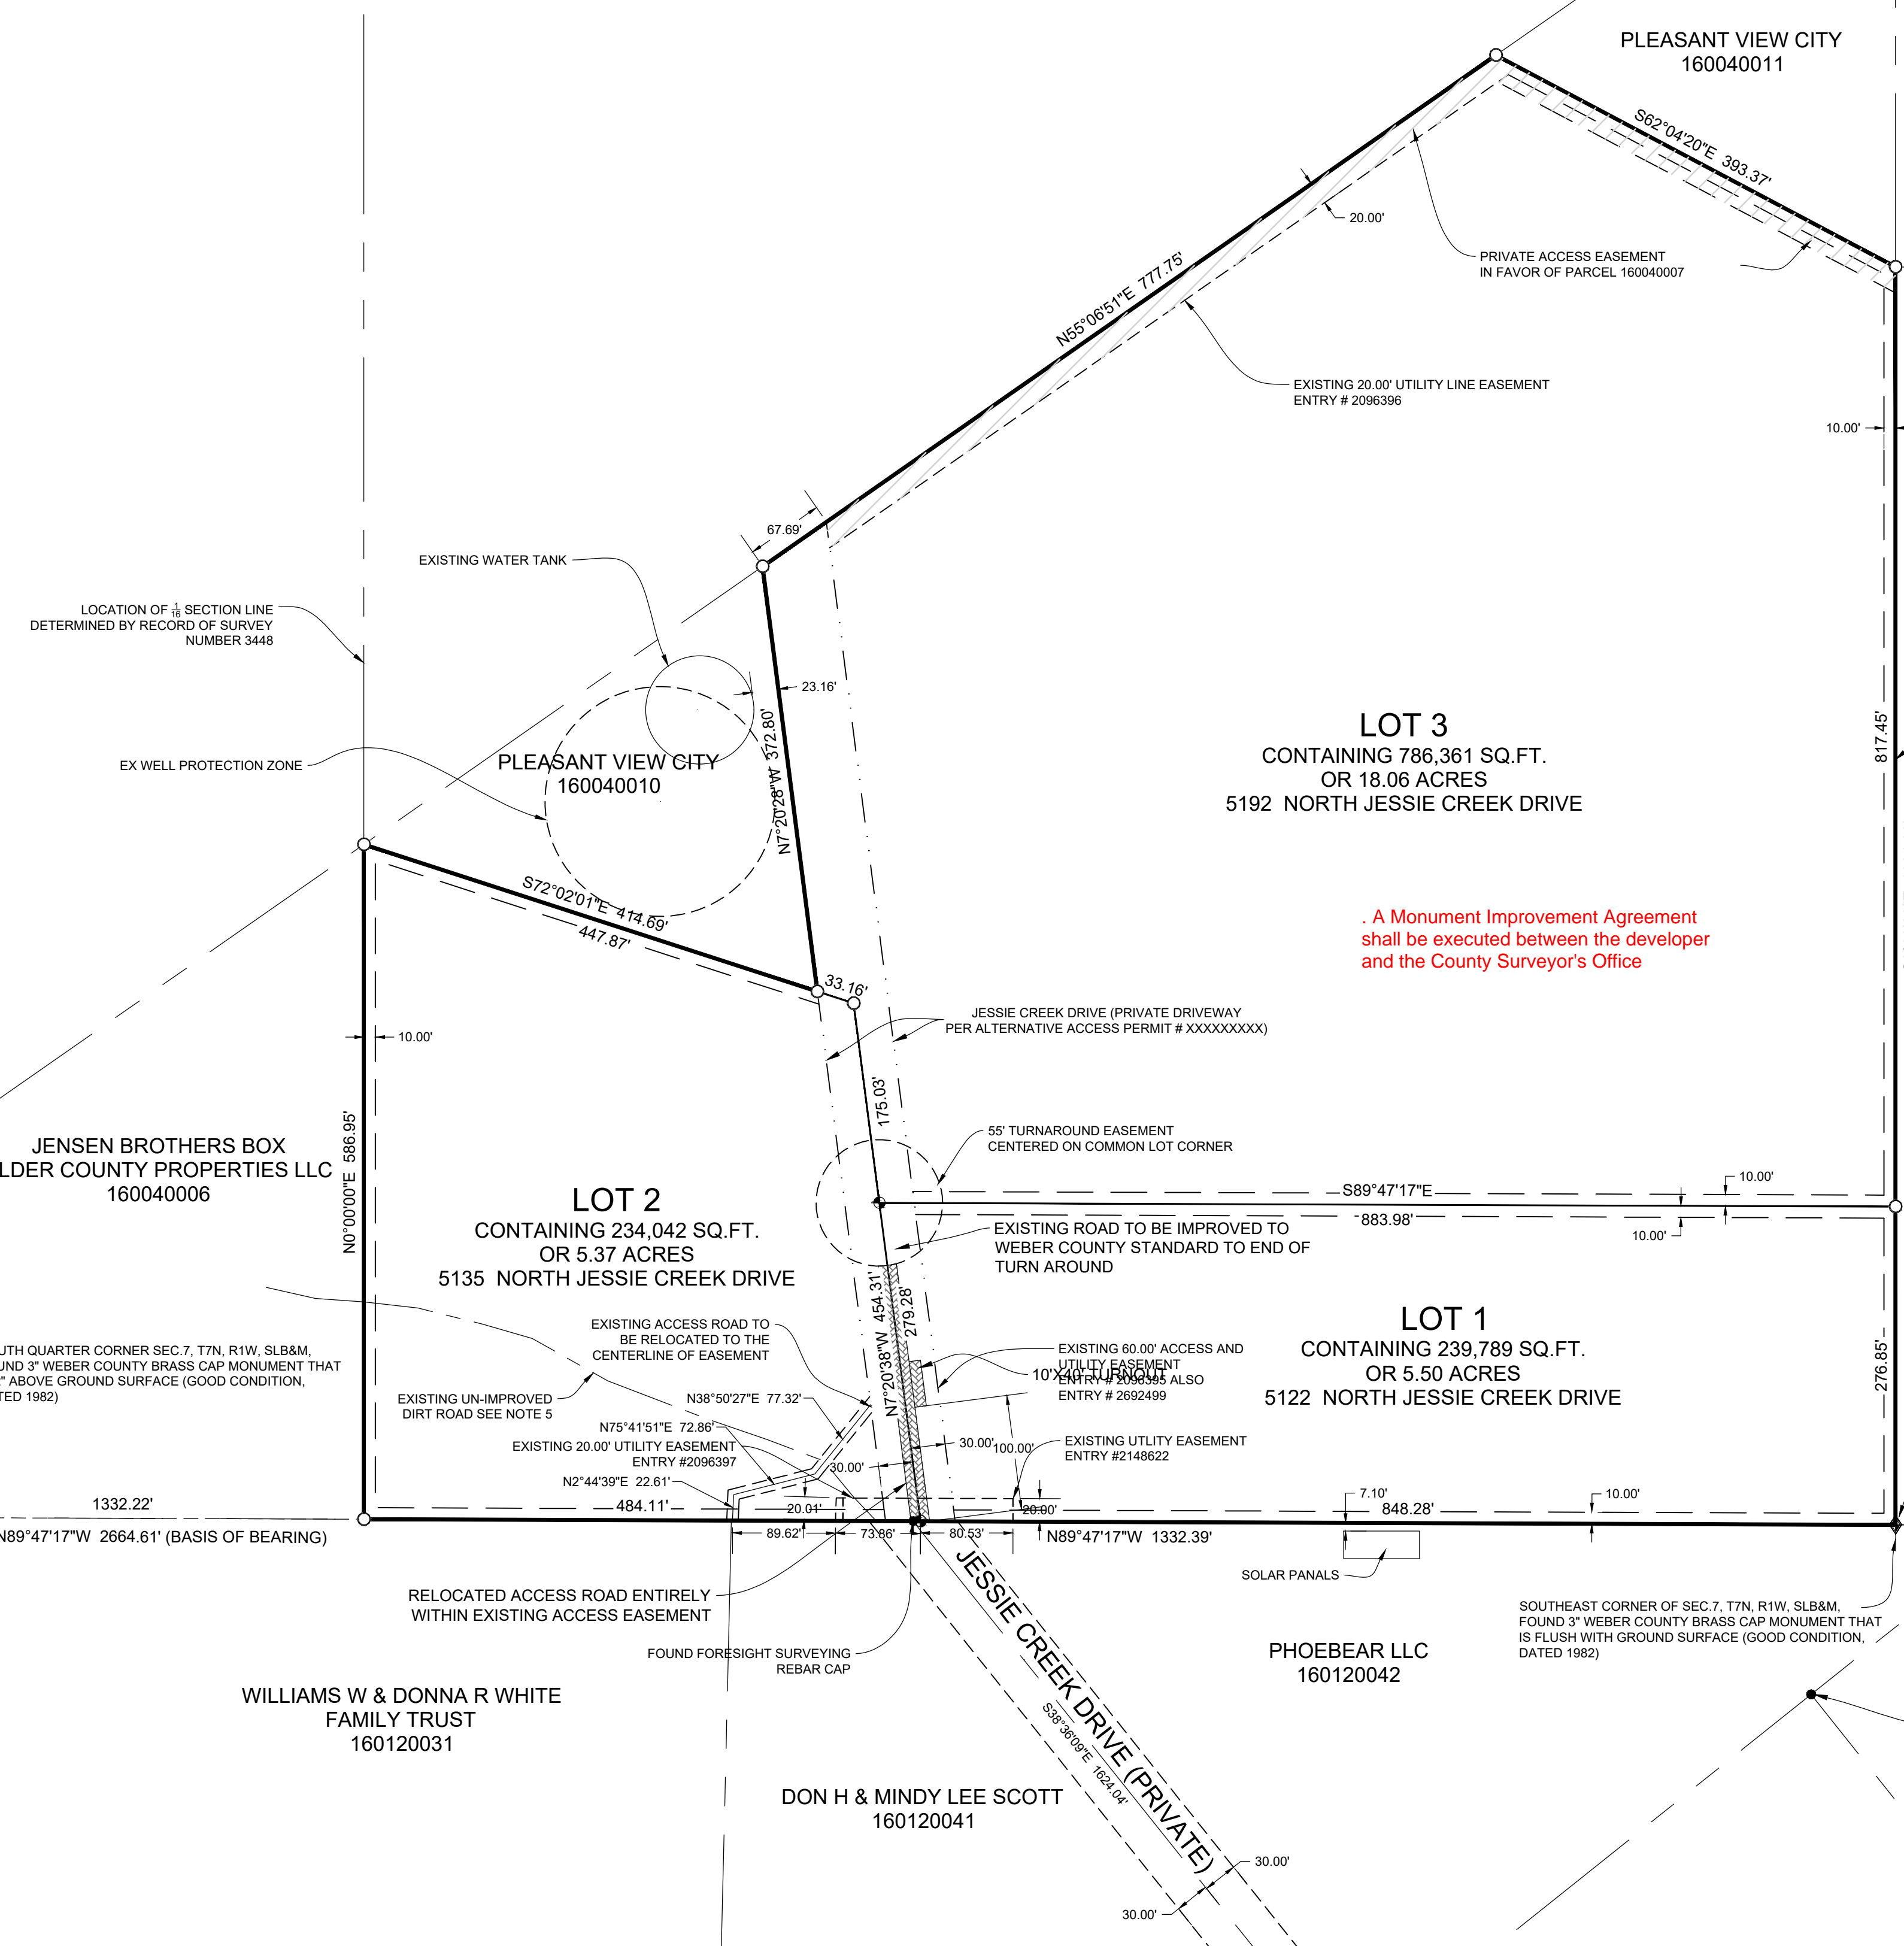 PLEASANT VIEW CITY
160040011
S62°04'20"E 393.37'
20.00'
PRIVATE ACCESS EASEMENT
IN FAVOR OF PARCEL 160040007
N55°06'51"E 777.75'
EXISTING 20.00' UTILITY LINE EASEMENT
ENTRY # 2096396
10.00'
67.69'
EXISTING WATER TANK
LOCATION OF 1/16 SECTION LINE
DETERMINED BY RECORD OF SURVEY
NUMBER 3448
23.16'
N7°20'28"W 372.80'
EX WELL PROTECTION ZONE
PLEASANT VIEW CITY
160040010
LOT 3
CONTAINING 786,361 SQ.FT.
OR 18.06 ACRES
5192 NORTH JESSIE CREEK DRIVE
817.45'
S72°02'01"E 414.69'
447.87'
. A Monument Improvement Agreement
shall be executed between the developer
and the County Surveyor's Office
33.16'
JESSIE CREEK DRIVE (PRIVATE DRIVEWAY
PER ALTERNATIVE ACCESS PERMIT # XXXXXXXXX)
10.00'
175.03'
N0°00'00"E 586.95'
JENSEN BROTHERS BOX
LDER COUNTY PROPERTIES LLC
160040006
55' TURNAROUND EASEMENT
CENTERED ON COMMON LOT CORNER
S89°47'17"E
883.98'
10.00'
10.00'
LOT 2
CONTAINING 234,042 SQ.FT.
OR 5.37 ACRES
5135 NORTH JESSIE CREEK DRIVE
EXISTING ROAD TO BE IMPROVED TO
WEBER COUNTY STANDARD TO END OF
TURN AROUND
N7°20'38"W 454.31'
279.28'
LOT 1
CONTAINING 239,789 SQ.FT.
OR 5.50 ACRES
5122 NORTH JESSIE CREEK DRIVE
276.85'
EXISTING ACCESS ROAD TO
BE RELOCATED TO THE
CENTERLINE OF EASEMENT
EXISTING 60.00' ACCESS AND
UTILITY EASEMENT
10'X40' TURNOUT
ENTRY # 2096395 ALSO
ENTRY # 2692499
UTH QUARTER CORNER SEC.7, T7N, R1W, SLB&M,
UND 3" WEBER COUNTY BRASS CAP MONUMENT THAT
" ABOVE GROUND SURFACE (GOOD CONDITION,
TED 1982)
EXISTING UN-IMPROVED
DIRT ROAD SEE NOTE 5
N38°50'27"E 77.32'
N75°41'51"E 72.86'
EXISTING 20.00' UTILITY EASEMENT
ENTRY #2096397
N2°44'39"E 22.61'
30.00'
100.00'
30.00'
EXISTING UTLITY EASEMENT
ENTRY #2148622
1332.22'
484.11'
20.01'
20.00'
7.10'
848.28'
10.00'
N89°47'17"W 2664.61' (BASIS OF BEARING)
89.62'
73.86'
80.53'
N89°47'17"W 1332.39'
SOLAR PANALS
RELOCATED ACCESS ROAD ENTIRELY
WITHIN EXISTING ACCESS EASEMENT
FOUND FORESIGHT SURVEYING
REBAR CAP
SOUTHEAST CORNER OF SEC.7, T7N, R1W, SLB&M,
FOUND 3" WEBER COUNTY BRASS CAP MONUMENT THAT
IS FLUSH WITH GROUND SURFACE (GOOD CONDITION,
DATED 1982)
PHOEBEAR LLC
160120042
JESSIE CREEK DRIVE (PRIVATE)
S38°36'09"E 1624.04'
WILLIAMS W & DONNA R WHITE
FAMILY TRUST
160120031
DON H & MINDY LEE SCOTT
160120041
30.00'
30.00'